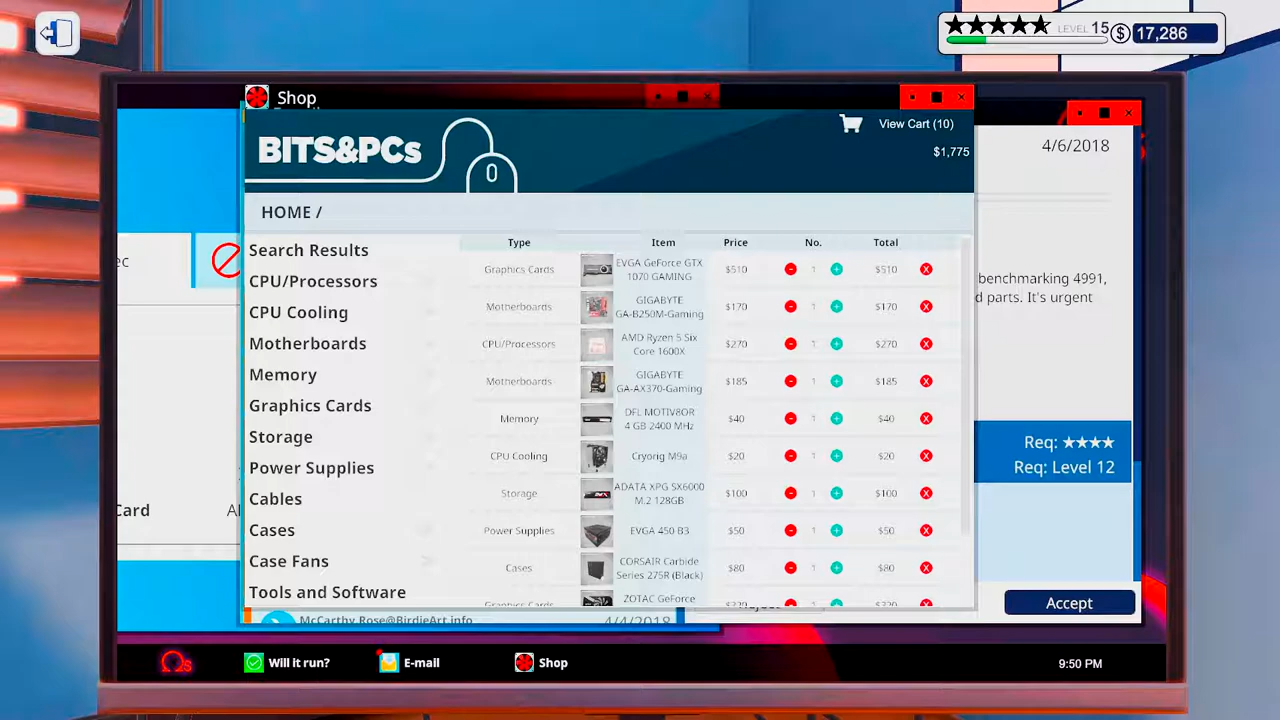 LEVEL 15
$ 17,286
Shop
BITS&PCs
View Cart (10)
$1,775
4/6/2018
HOME /
Search Results
CPU/Processors
CPU Cooling
Motherboards
Memory
Graphics Cards
Storage
Power Supplies
Cables
Cases
Case Fans
Tools and Software
Type Item Price No. Total
Graphics Cards EVGA GeForce GTX 1070 GAMING $510 1 $510
Motherboards GIGABYTE GA-B250M-Gaming $170 1 $170
CPU/Processors AMD Ryzen 5 Six Core 1600X $270 1 $270
Motherboards GIGABYTE GA-AX370-Gaming $185 1 $185
Memory DFL MOTIV8OR 4 GB 2400 MHz $40 1 $40
CPU Cooling Cryorig M9a $20 1 $20
Storage ADATA XPG SX6000 M.2 128GB $100 1 $100
Power Supplies EVGA 450 B3 $50 1 $50
Cases CORSAIR Carbide Series 275R (Black) $80 1 $80
Graphics Cards ZOTAC GeForce $320 1 $320
benchmarking 4991,
d parts. It's urgent
Req: ★★★★
Req: Level 12
ec
Card
Accept
McCarthy.Rose@BirdieArt.info 4/4/2018
Will it run?
E-mail
Shop
9:50 PM